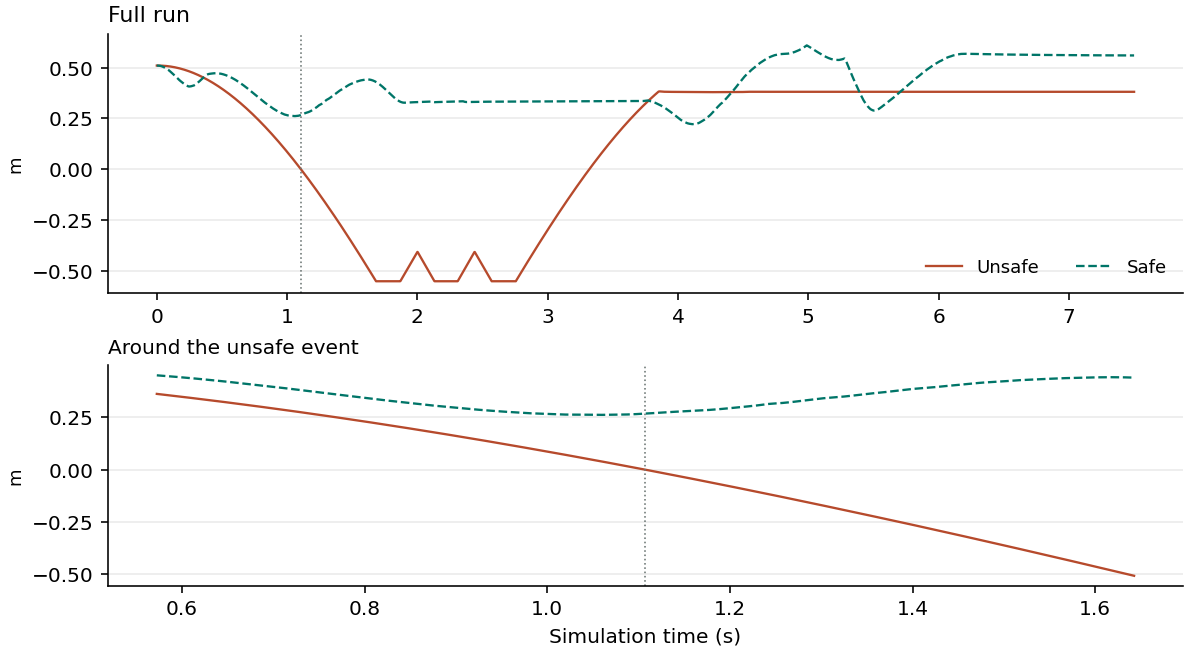 Full run
m
0.50
0.25
0.00
−0.25
−0.50
Unsafe
Safe
0 1 2 3 4 5 6 7
Around the unsafe event
m
0.25
0.00
−0.25
−0.50
0.6 0.8 1.0 1.2 1.4 1.6
Simulation time (s)